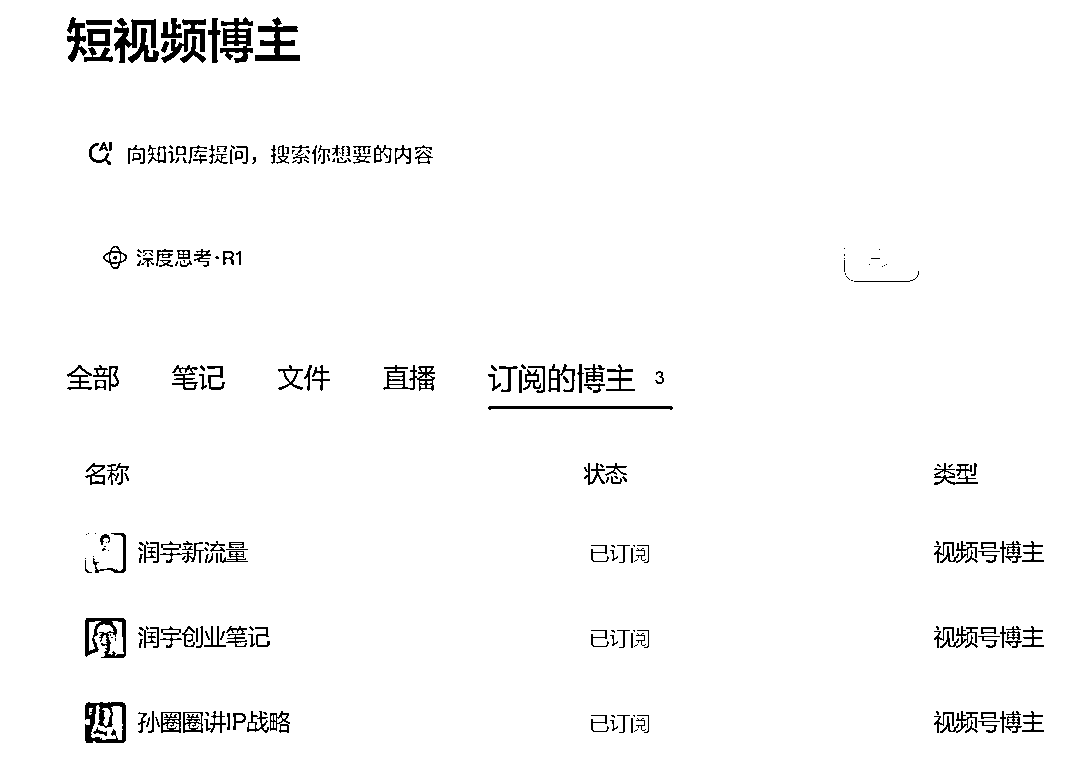 短视频博主
AI 向知识库提问，搜索你想要的内容
深度思考·R1
全部 笔记 文件 直播 订阅的博主 3
名称 状态 类型
润宇新流量 已订阅 视频号博主
润宇创业笔记 已订阅 视频号博主
孙圈圈讲IP战略 已订阅 视频号博主